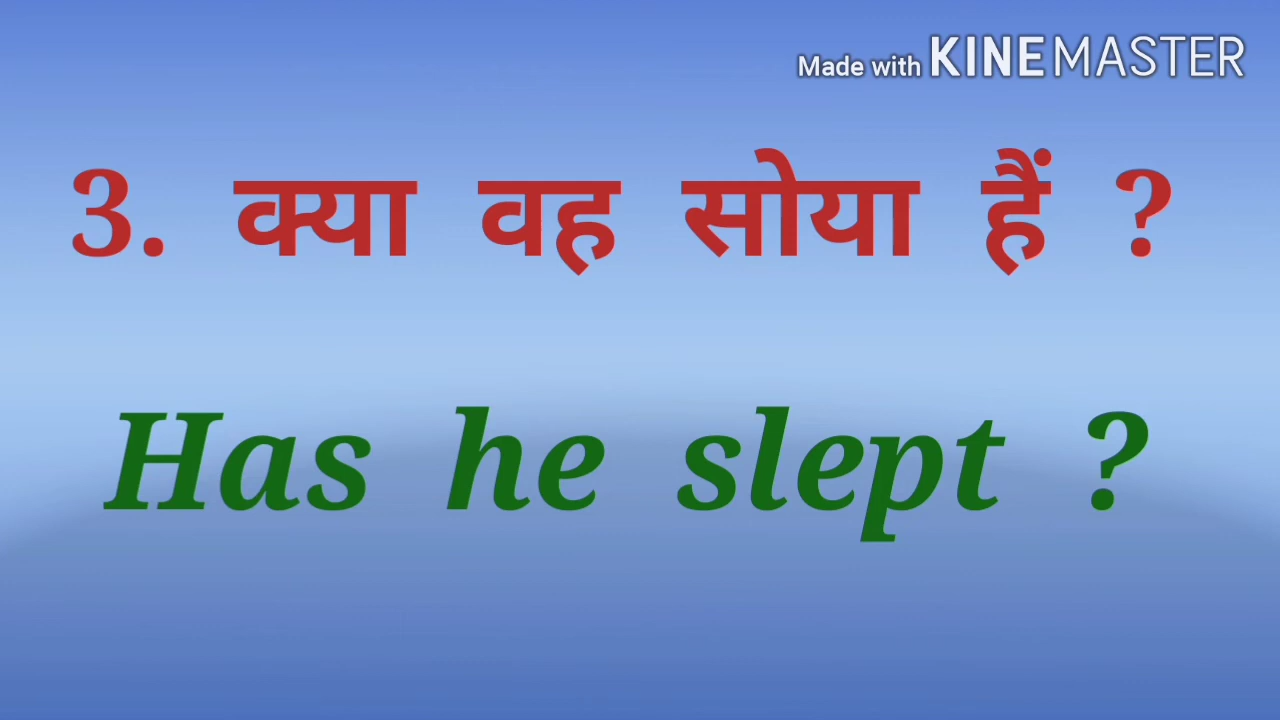 Made with KINEMASTER
3. क्या वह सोया हैं ?
Has he slept ?